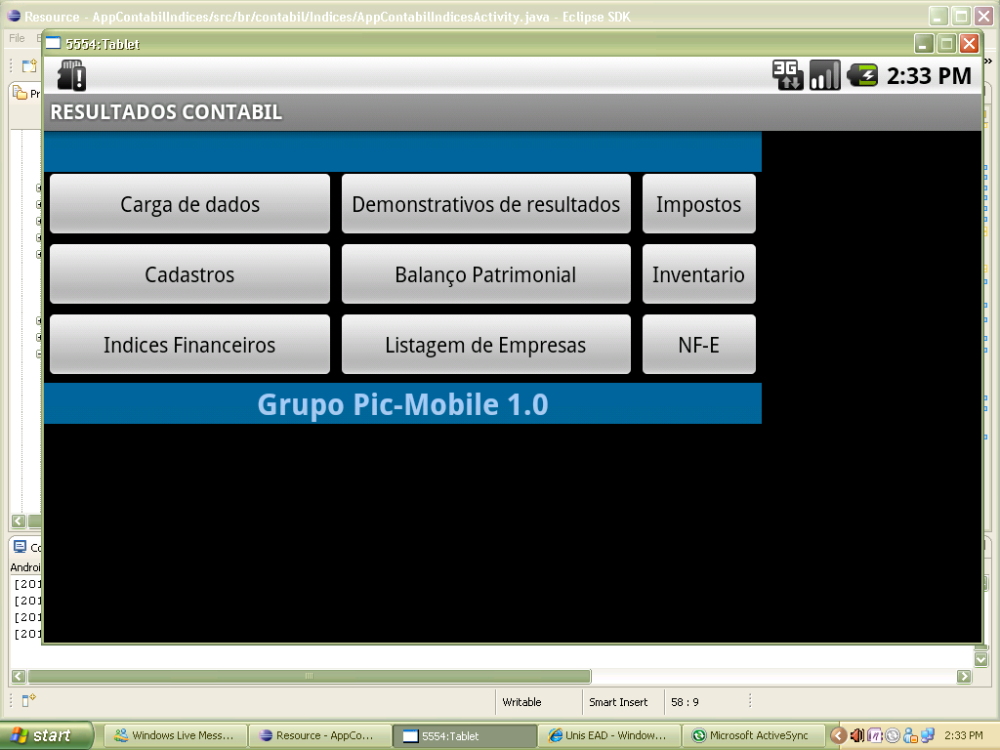 Resource - AppContabilIndices/src/br/contabil/Indices/AppContabilIndicesActivity.java - Eclipse SDK
File
5554:Tablet
3G
2:33 PM
RESULTADOS CONTABIL
Carga de dados
Demonstrativos de resultados
Impostos
Cadastros
Balanço Patrimonial
Inventario
Indices Financeiros
Listagem de Empresas
NF-E
Grupo Pic-Mobile 1.0
Androi
[201
[201
[201
[201
Writable
Smart Insert
58 : 9
start
Windows Live Mess...
Resource - AppCo...
5554:Tablet
Unis EAD - Window...
Microsoft ActiveSync
2:33 PM